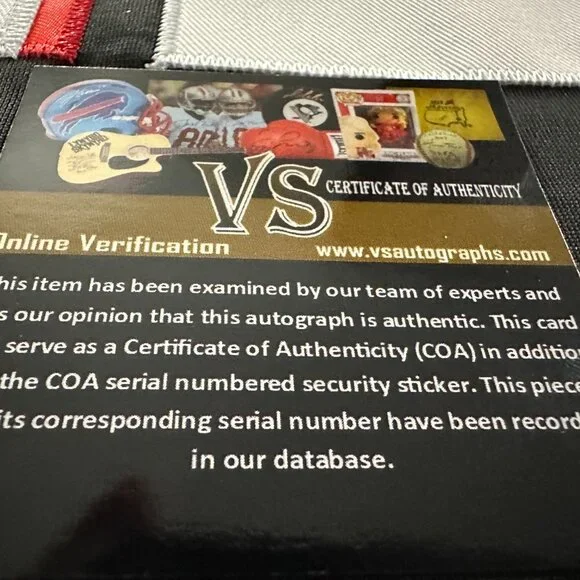 VS
CERTIFICATE OF AUTHENTICITY
Online Verification
www.vsautographs.com
his item has been examined by our team of experts and
s our opinion that this autograph is authentic. This card
serve as a Certificate of Authenticity (COA) in addition
the COA serial numbered security sticker. This piece
its corresponding serial number have been record
in our database.